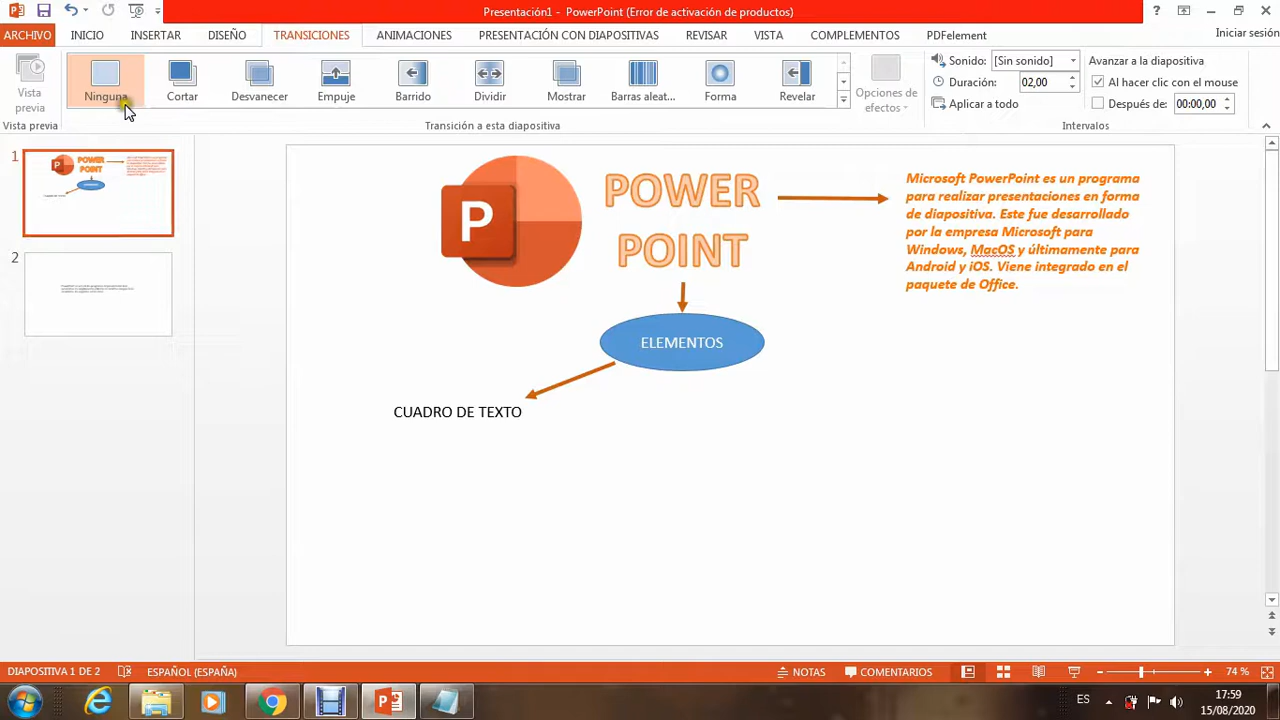 Presentación1 - PowerPoint (Error de activación de productos)
ARCHIVO INICIO INSERTAR DISEÑO TRANSICIONES ANIMACIONES PRESENTACIÓN CON DIAPOSITIVAS REVISAR VISTA COMPLEMENTOS PDFelement Iniciar sesión
Vista previa
Ninguna Cortar Desvanecer Empuje Barrido Dividir Mostrar Barras aleat... Forma Revelar
Opciones de efectos
Sonido: [Sin sonido]
Duración: 02,00
Aplicar a todo
Avanzar a la diapositiva
Al hacer clic con el mouse
Después de: 00:00,00
Vista previa Transición a esta diapositiva Intervalos
1
2
P
POWER
POINT
Microsoft PowerPoint es un programa
para realizar presentaciones en forma
de diapositiva. Este fue desarrollado
por la empresa Microsoft para
Windows, MacOS y últimamente para
Android y iOS. Viene integrado en el
paquete de Office.
ELEMENTOS
CUADRO DE TEXTO
DIAPOSITIVA 1 DE 2 ESPAÑOL (ESPAÑA) NOTAS COMENTARIOS 74 %
ES 17:59
15/08/2020